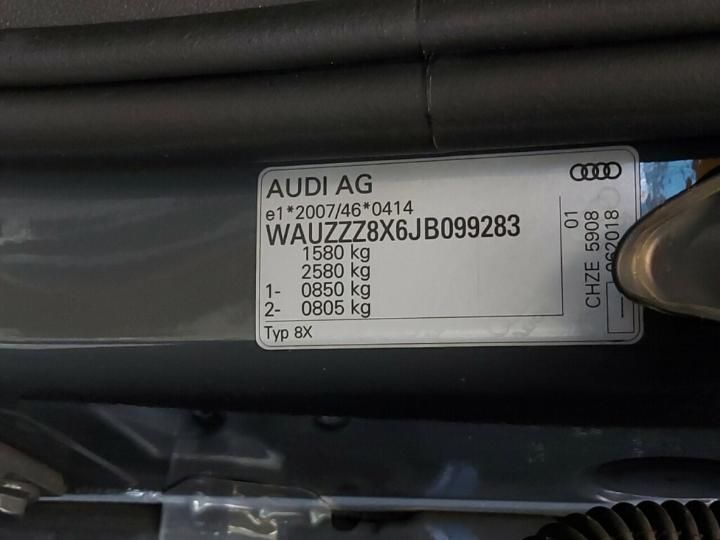 AUDI AG
e1*2007/46*0414
WAUZZZ8X6JB099283
1580 kg
2580 kg
1- 0850 kg
2- 0805 kg
Typ 8X
01
CHZE 5908
062018